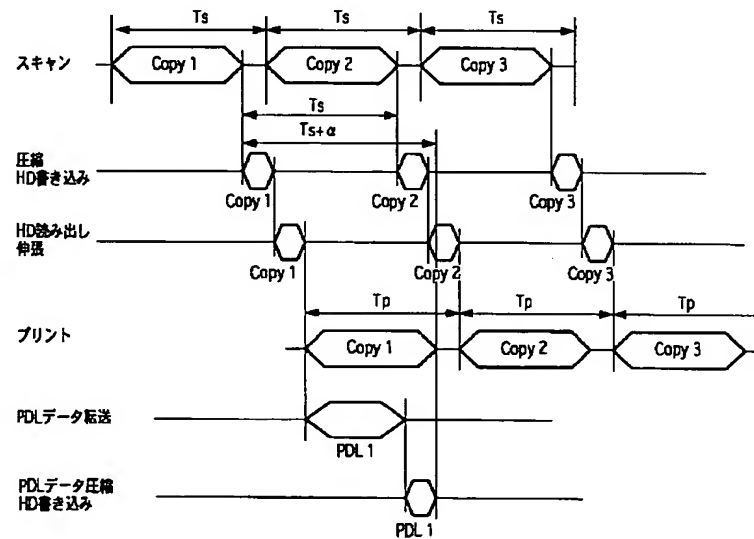 Ts Ts Ts
スキャン Copy 1 Copy 2 Copy 3
Ts
Ts+α
圧縮
HD書き込み
Copy 1 Copy 2 Copy 3
HD読み出し
伸張
Copy 1 Copy 2 Copy 3
Tp Tp Tp
プリント Copy 1 Copy 2 Copy 3
PDLデータ転送
PDL 1
PDLデータ圧縮
HD書き込み
PDL 1